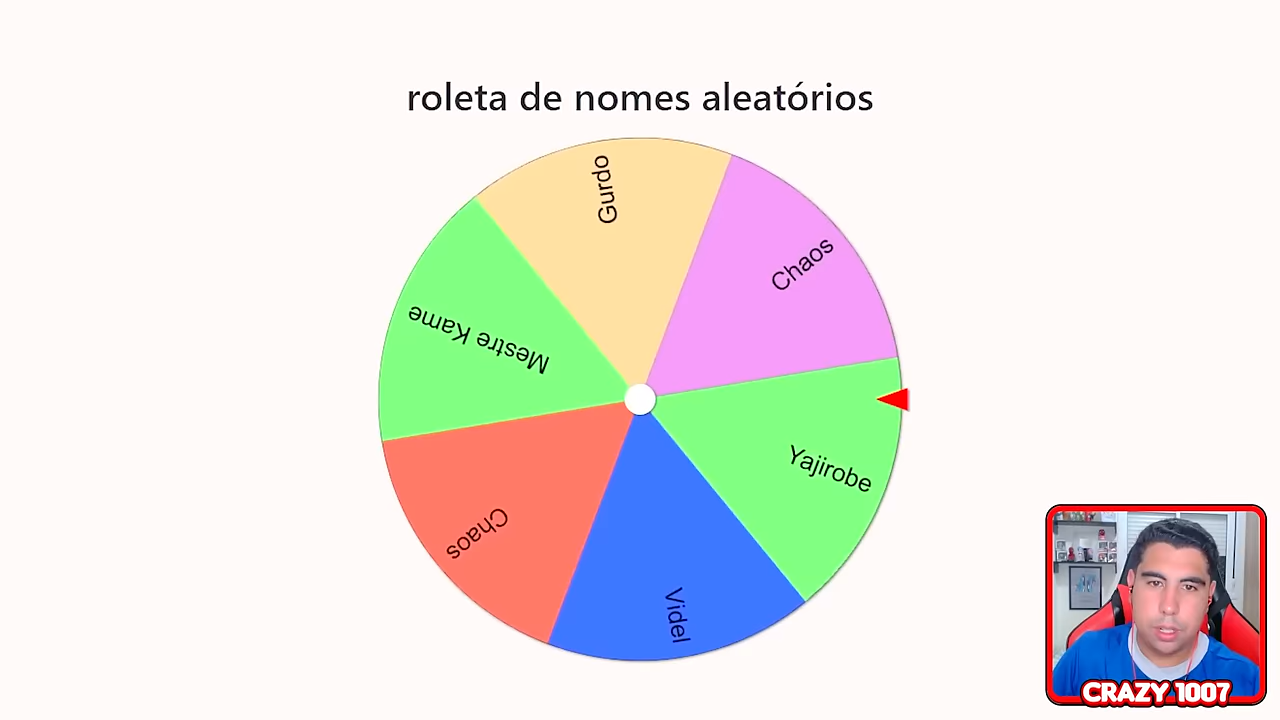 roleta de nomes aleatórios
Gurdo
Chaos
Mestre Kame
Yajirobe
Chaos
Videl
CRAZY 1007